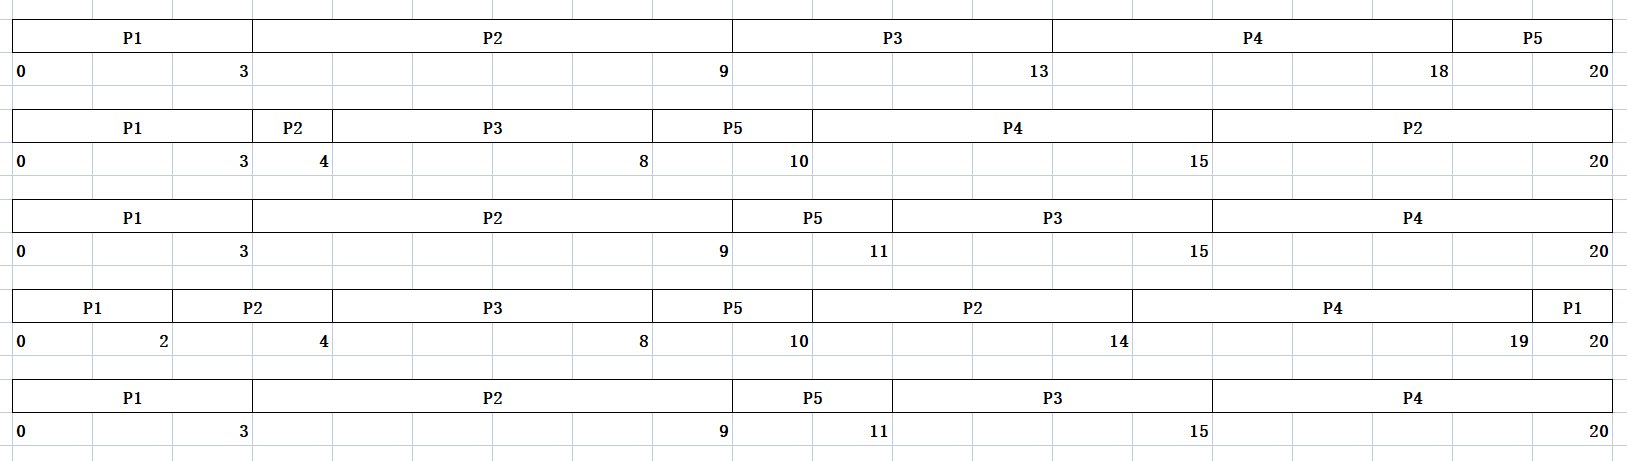 P1 P2 P3 P4 P5
0 3 9 13 18 20
P1 P2 P3 P5 P4 P2
0 3 4 8 10 15 20
P1 P2 P5 P3 P4
0 3 9 11 15 20
P1 P2 P3 P5 P2 P4 P1
0 2 4 8 10 14 19 20
P1 P2 P5 P3 P4
0 3 9 11 15 20